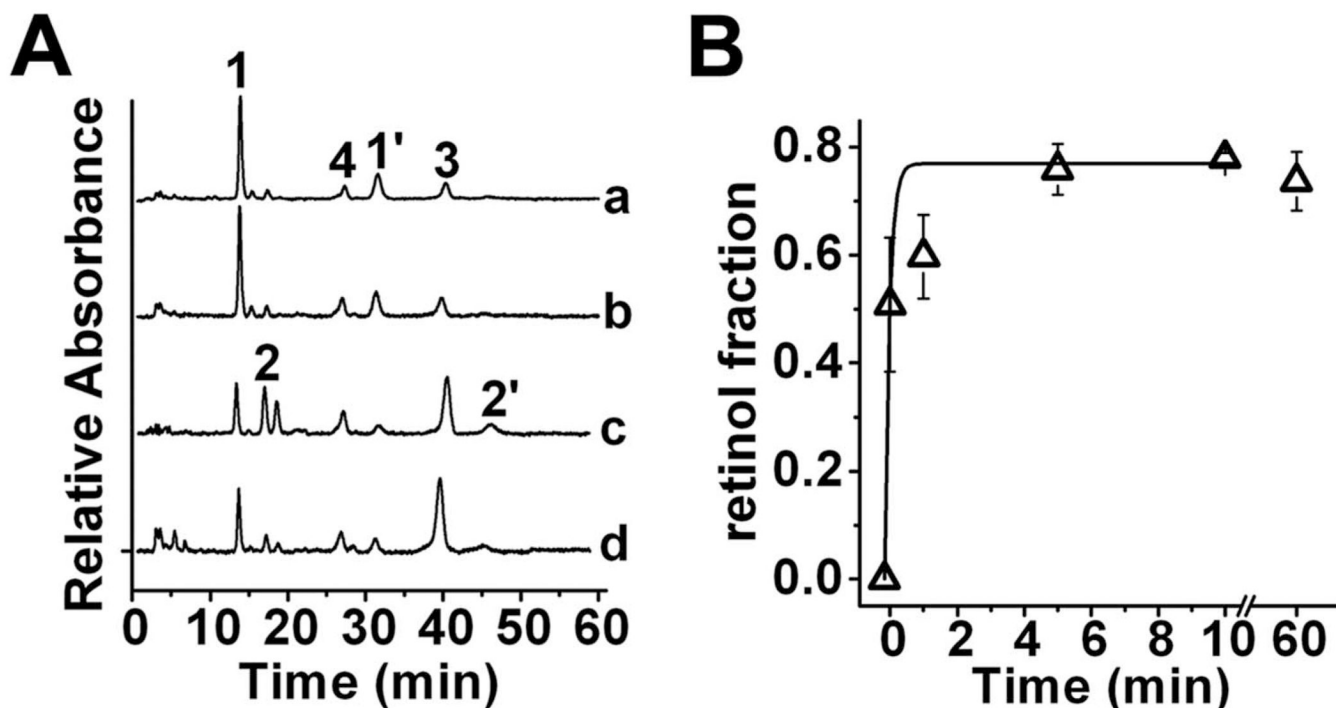 A
Relative Absorbance
1
4 1' 3
a
b
2 2'
c
d
0 10 20 30 40 50 60
Time (min)
B
retinol fraction
0.8
0.6
0.4
0.2
0.0
0 2 4 6 8 10 60
Time (min)